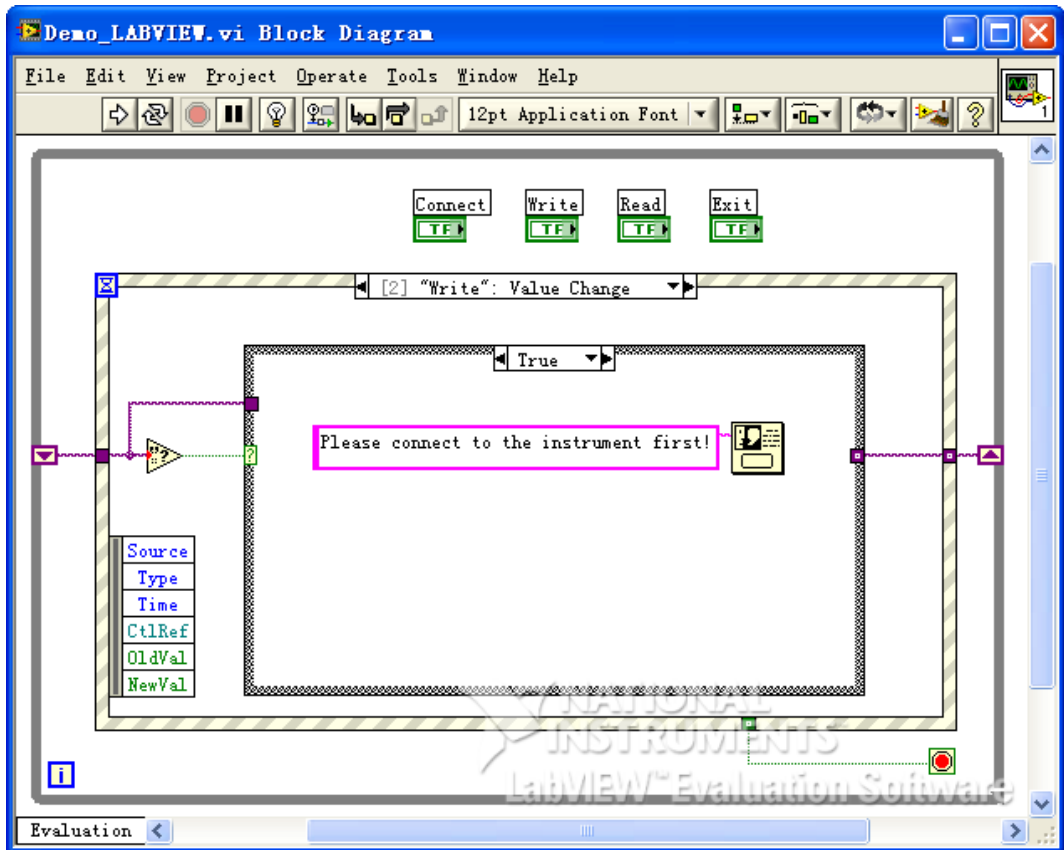 Demo_LABVIEW.vi Block Diagram
File Edit View Project Operate Tools Window Help
12pt Application Font
1
Connect Write Read Exit
TF TF TF TF
[2] "Write": Value Change
True
Please connect to the instrument first!
?
Source
Type
Time
CtlRef
OldVal
NewVal
NATIONAL
INSTRUMENTS
i
LabVIEW™ Evaluation Software
Evaluation